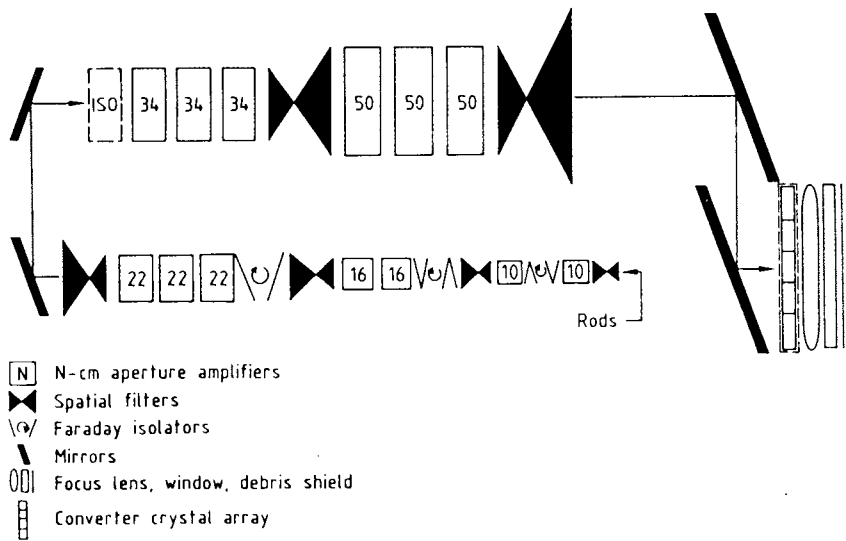 ISO 34 34 34 50 50 50
22 22 22 16 16 10 10
Rods
N N-cm aperture amplifiers
Spatial filters
Faraday isolators
Mirrors
Focus lens, window, debris shield
Converter crystal array